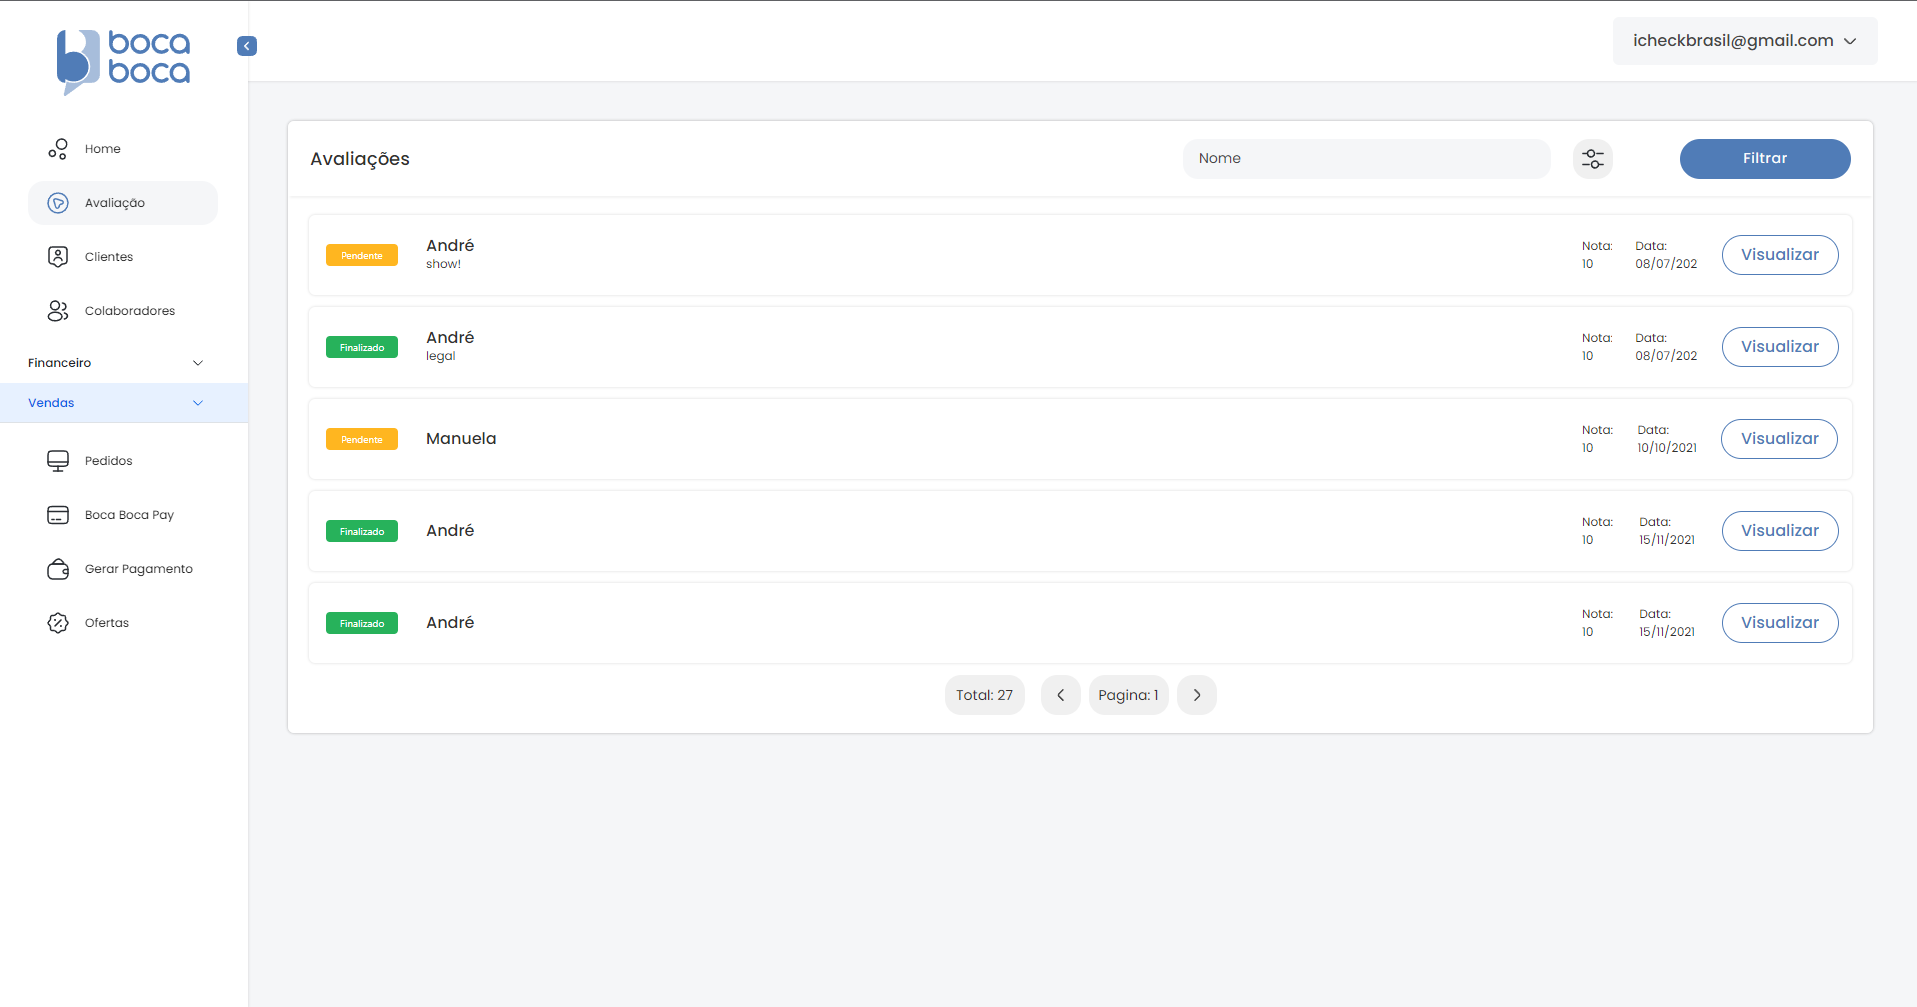 boca
boca
icheckbrasil@gmail.com
Home
Avaliação
Clientes
Colaboradores
Financeiro
Vendas
Pedidos
Boca Boca Pay
Gerar Pagamento
Ofertas
Avaliações
Nome
Filtrar
Pendente
André
show!
Nota:
10
Data:
08/07/202
Visualizar
Finalizado
André
legal
Nota:
10
Data:
08/07/202
Visualizar
Pendente
Manuela
Nota:
10
Data:
10/10/2021
Visualizar
Finalizado
André
Nota:
10
Data:
15/11/2021
Visualizar
Finalizado
André
Nota:
10
Data:
15/11/2021
Visualizar
Total: 27
Pagina: 1